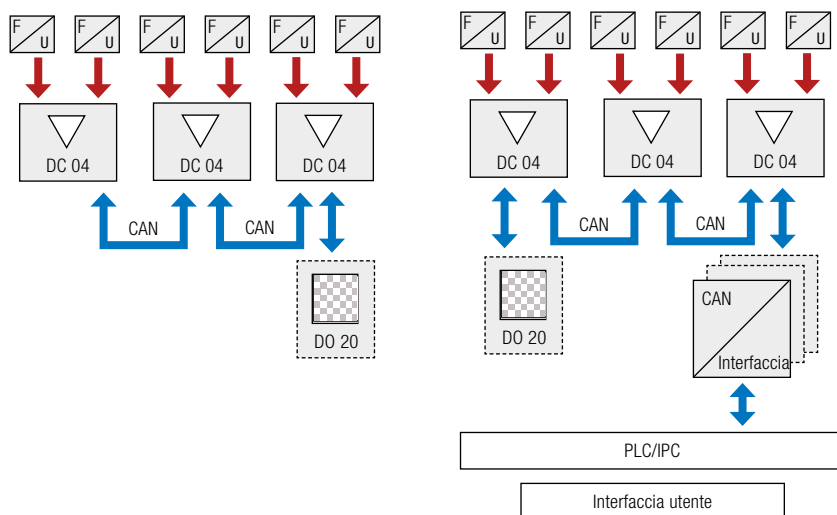 F U F U F U F U F U F U
DC 04 DC 04 DC 04
CAN CAN
DO 20
F U F U F U F U F U F U
DC 04 DC 04 DC 04
CAN CAN
DO 20
CAN
Interfaccia
PLC/IPC
Interfaccia utente